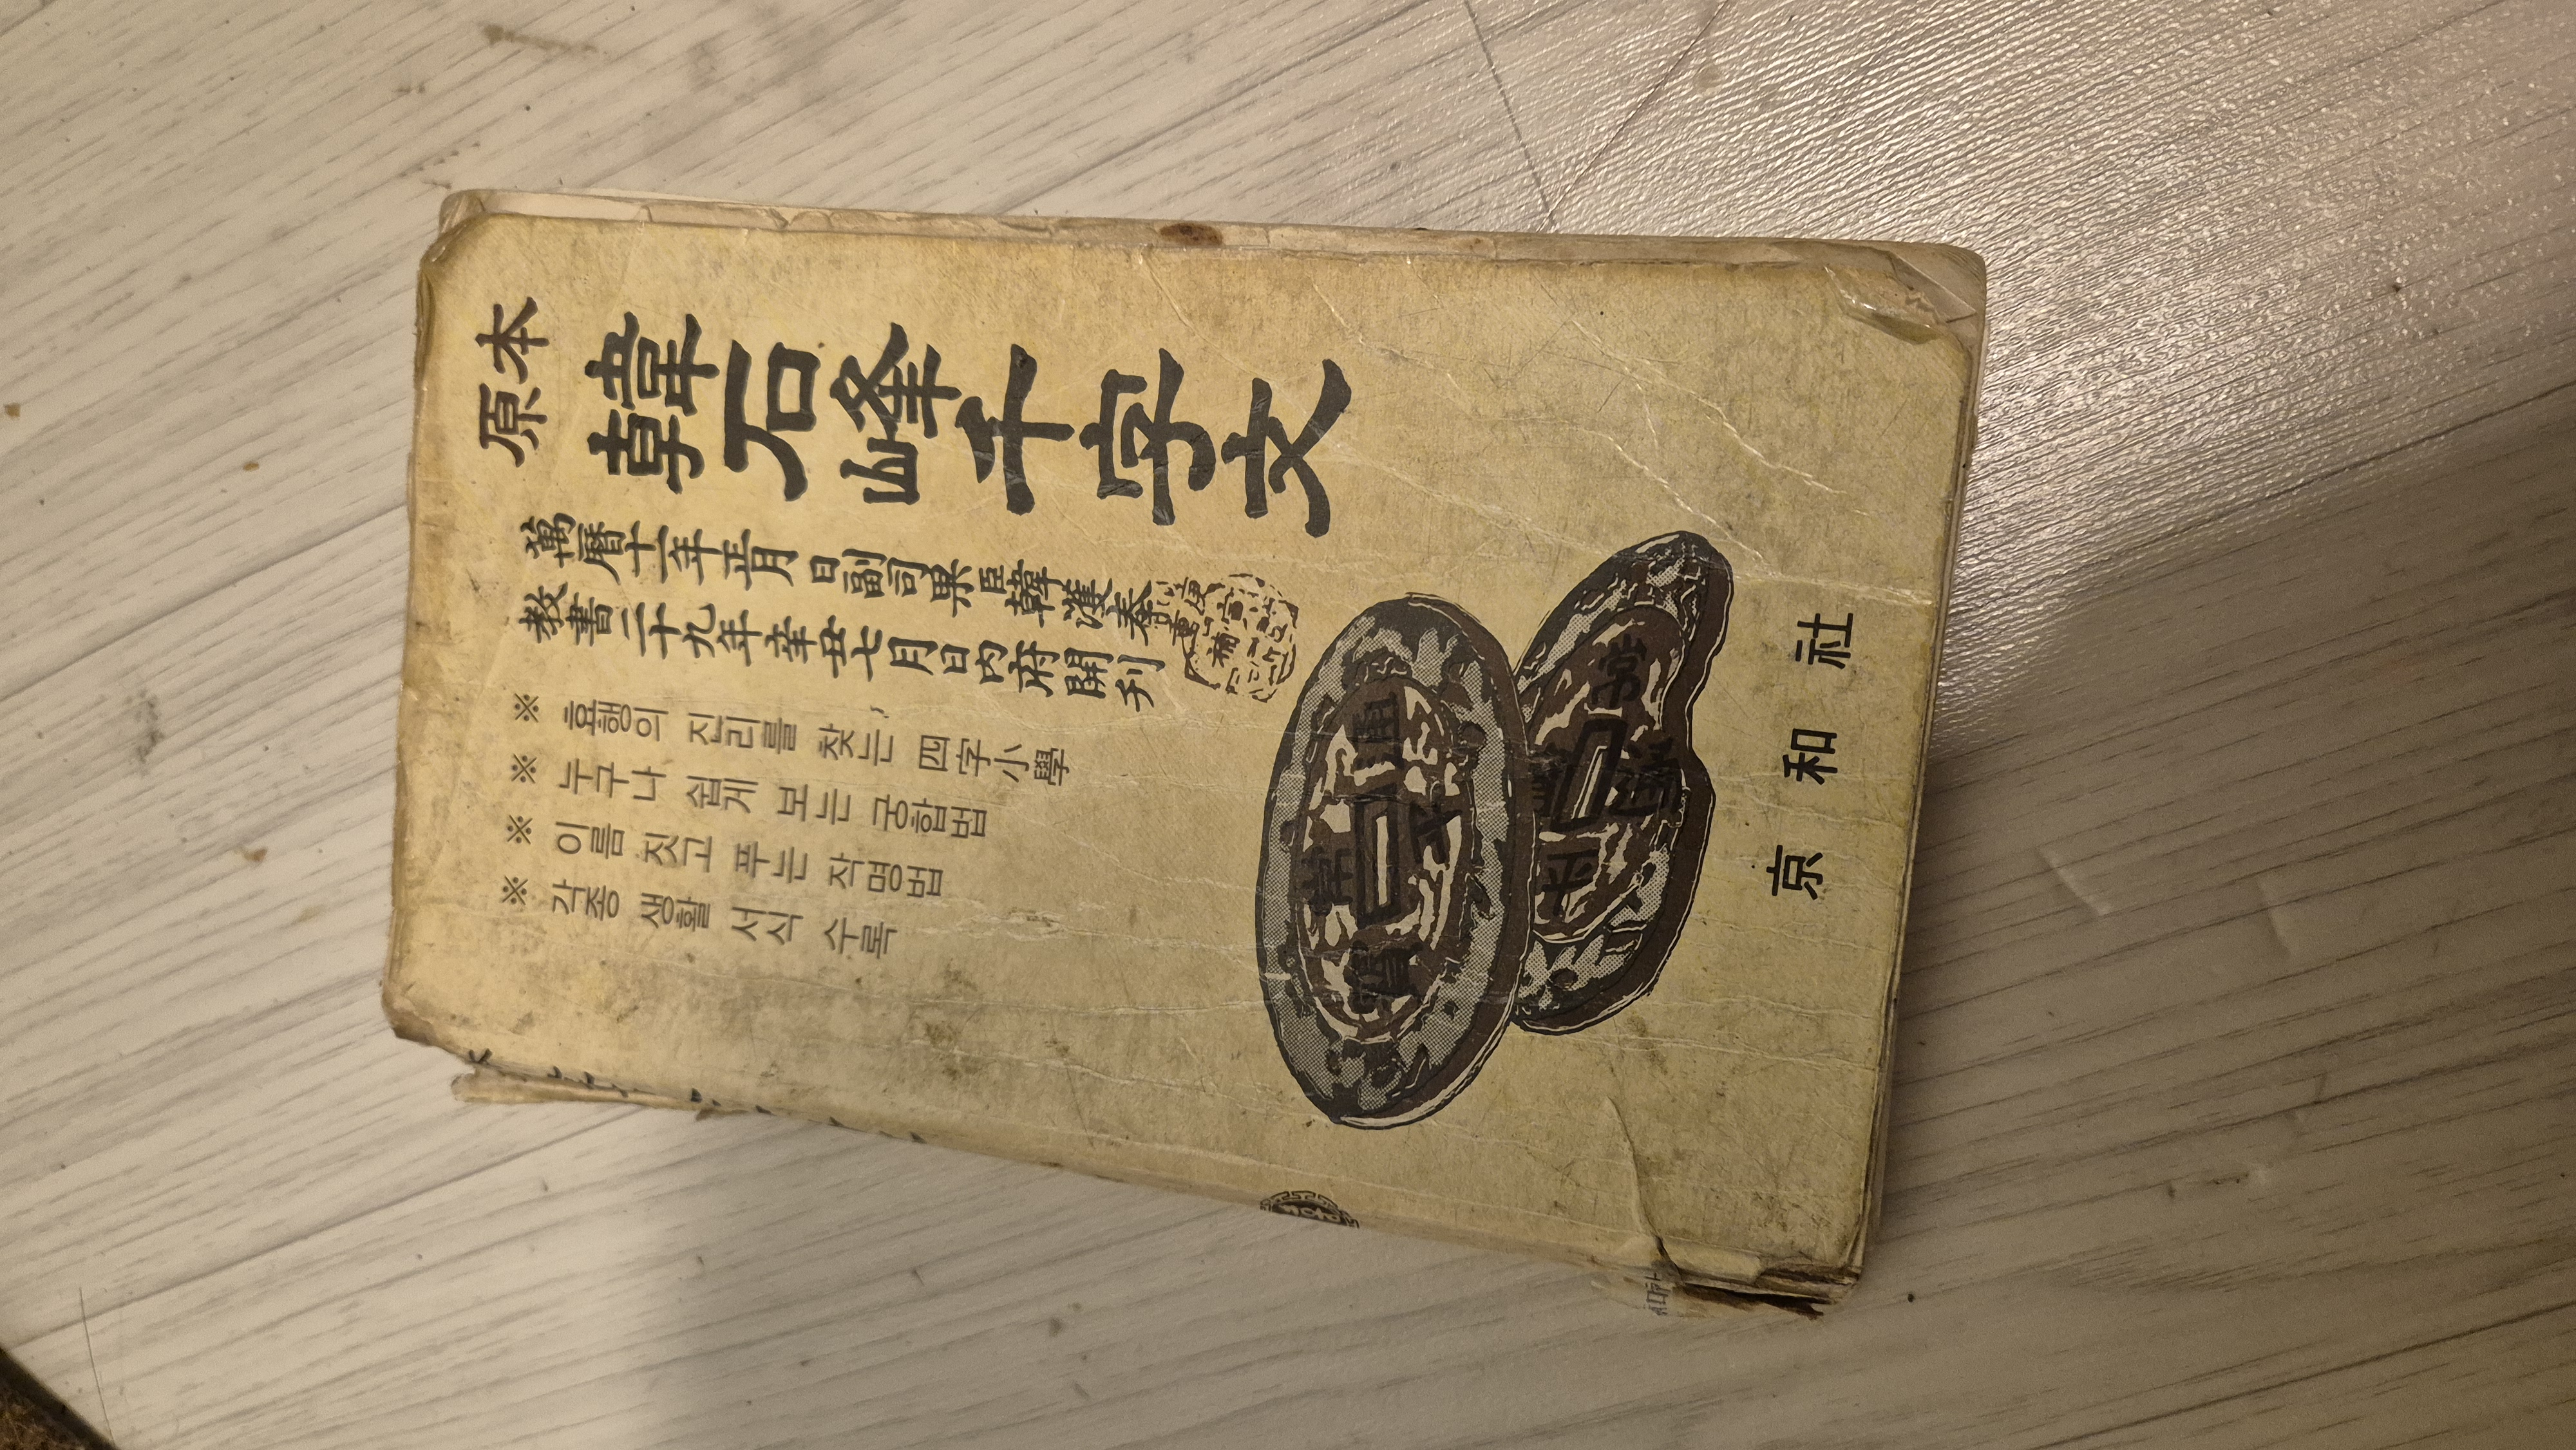 原本
韓石峰千字文
萬曆十一年正月 日副司果臣韓濩奉
教書二十九年辛丑七月日內府開刊
※ 효행의 진리를 찾는, 四字小學
※ 누구나 쉽게 보는 궁합법
※ 이름 짓고 푸는 작명법
※ 각종 생활 서식 수록
京和社